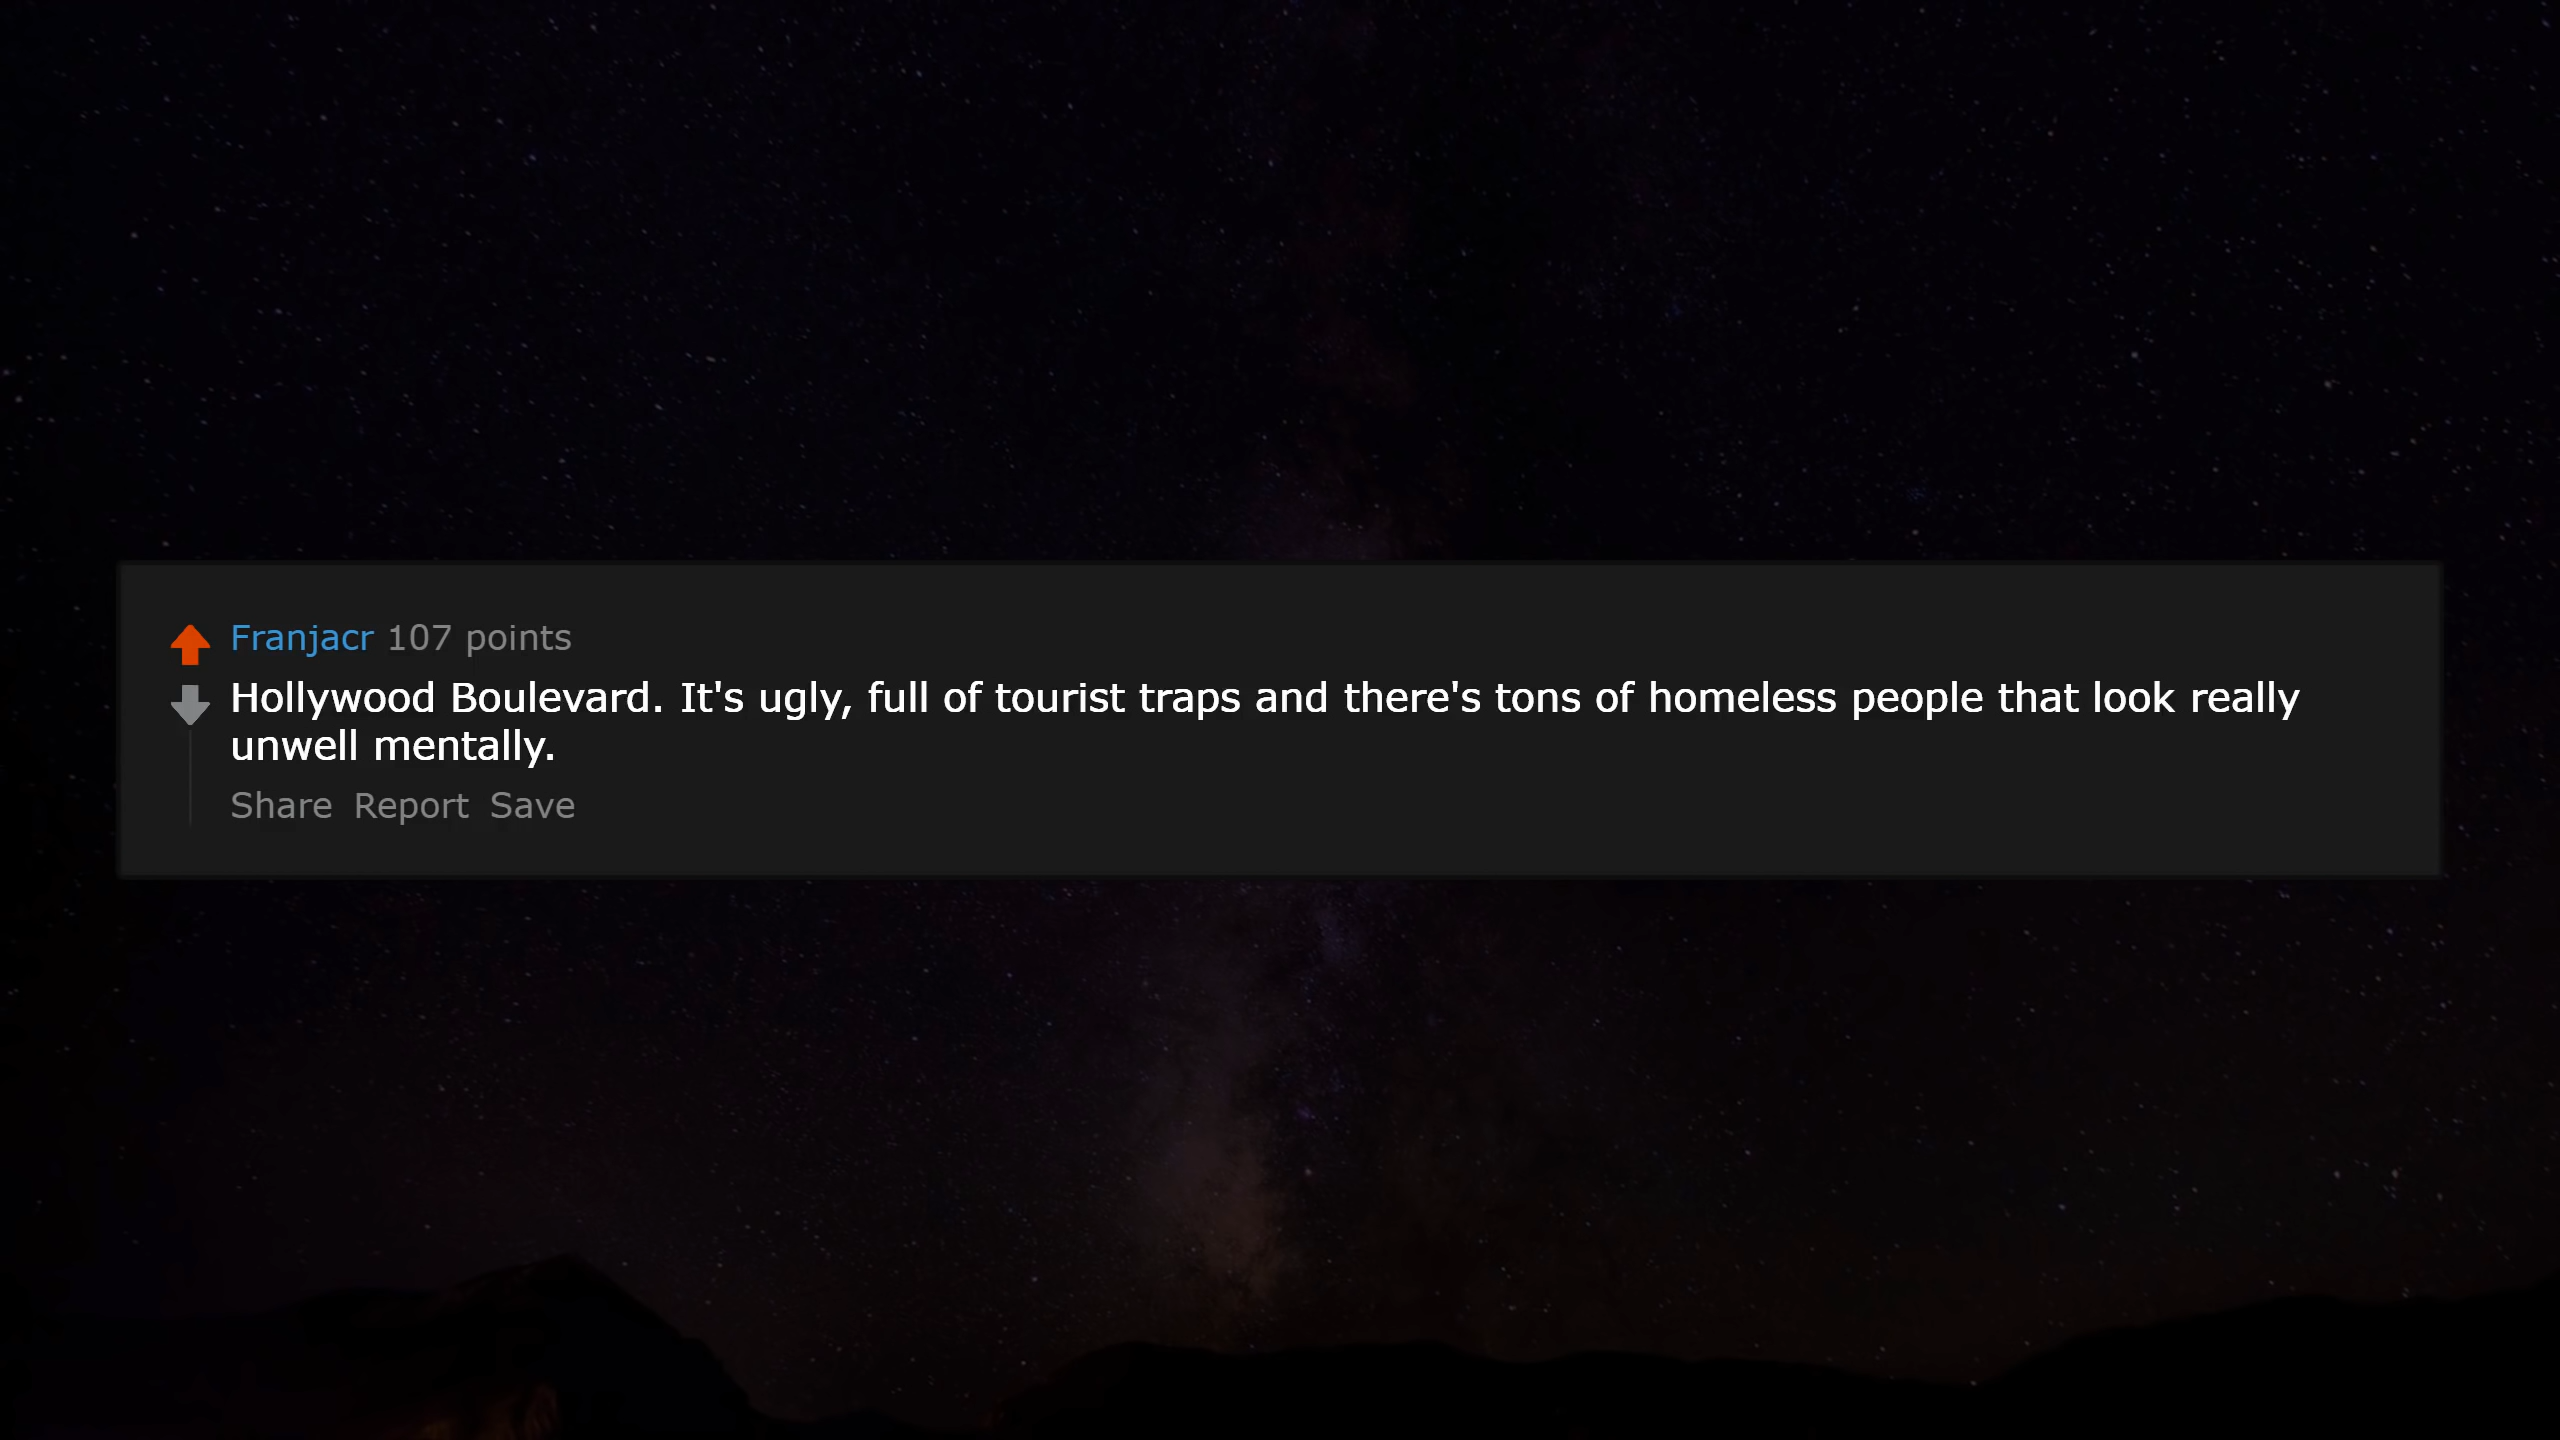 Franjacr 107 points
Hollywood Boulevard. It's ugly, full of tourist traps and there's tons of homeless people that look really
unwell mentally.
Share Report Save